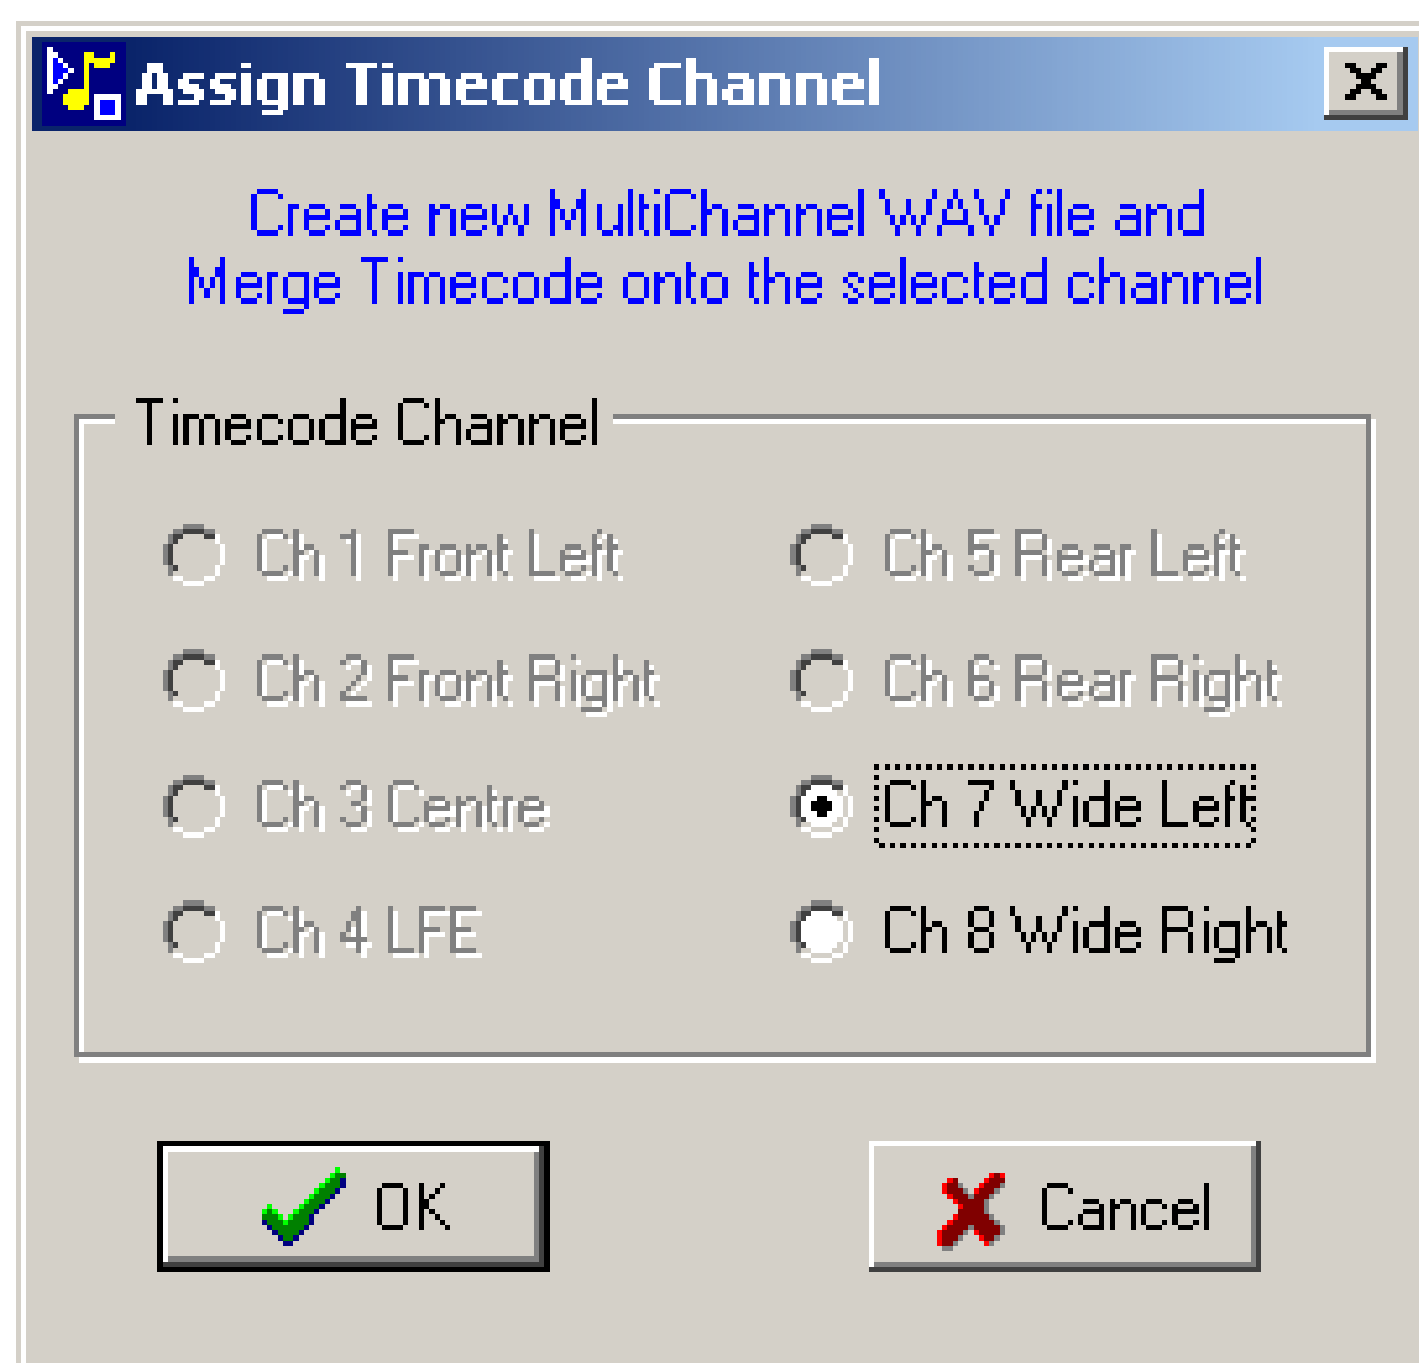 Assign Timecode Channel
Create new MultiChannel WAV file and
Merge Timecode onto the selected channel
Timecode Channel
Ch 1 Front Left
Ch 2 Front Right
Ch 3 Centre
Ch 4 LFE
Ch 5 Rear Left
Ch 6 Rear Right
Ch 7 Wide Left
Ch 8 Wide Right
OK
Cancel